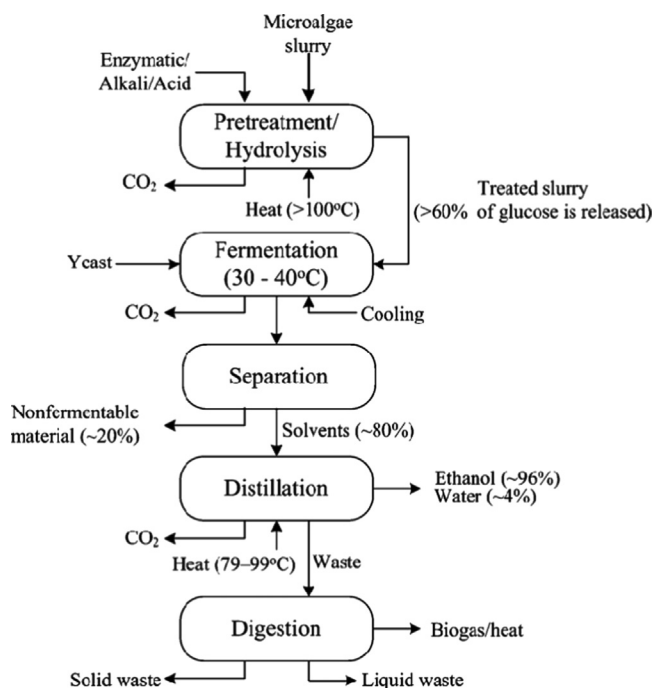 Microalgae
slurry
Enzymatic/
Alkali/Acid
Pretreatment/
Hydrolysis
CO₂
Heat (>100°C)
Treated slurry
(>60% of glucose is released)
Ycast
Fermentation
(30 - 40°C)
CO₂
Cooling
Separation
Nonfermentable
material (~20%)
Solvents (~80%)
Distillation
Ethanol (~96%)
Water (~4%)
CO₂
Heat (79–99°C)
Waste
Digestion
Biogas/heat
Solid waste
Liquid waste